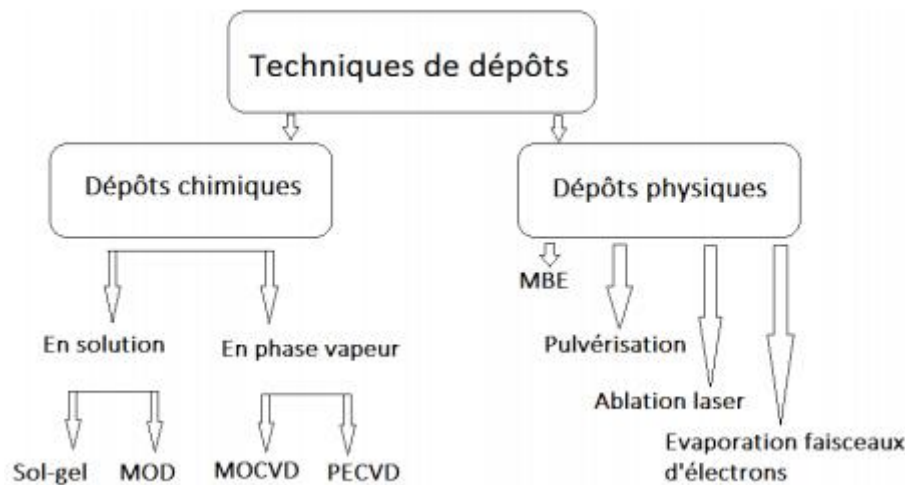 Techniques de dépôts
Dépôts chimiques
Dépôts physiques
MBE
En solution
En phase vapeur
Pulvérisation
Ablation laser
Sol-gel
MOD
MOCVD
PECVD
Evaporation faisceaux
d'électrons